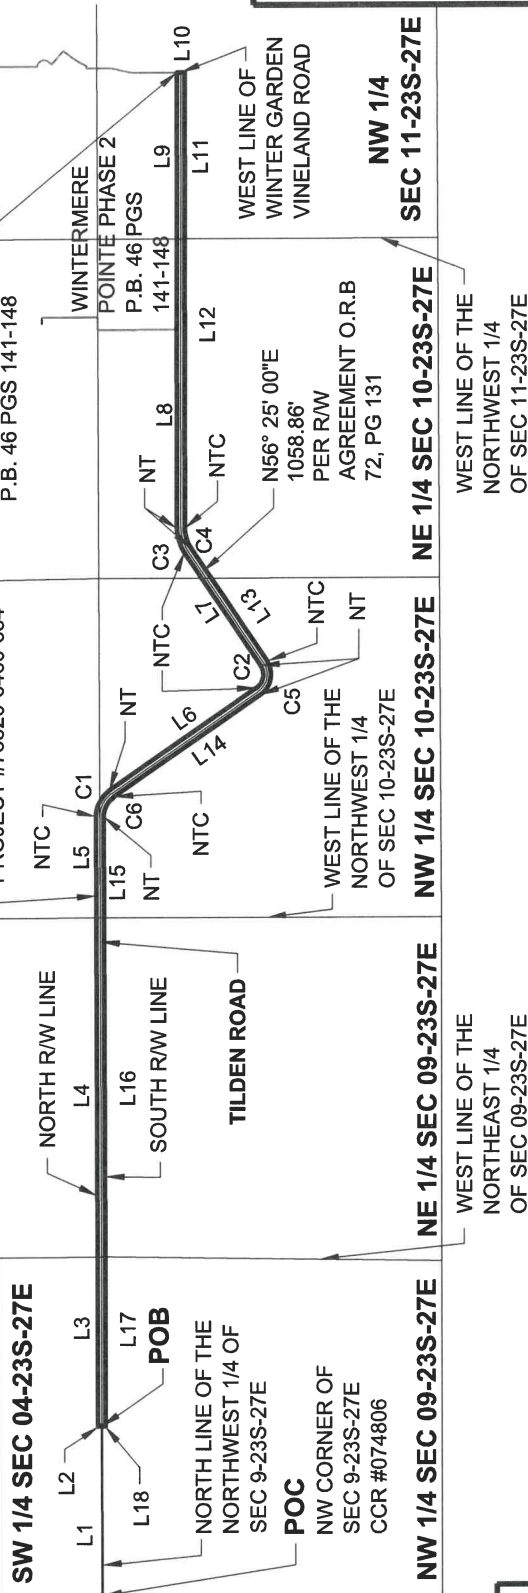 SW 1/4 SEC 04-23S-27E
L1
L2
L18
L3
L17
POB
NORTH LINE OF THE
NORTHWEST 1/4 OF
SEC 9-23S-27E
POC
NW CORNER OF
SEC 9-23S-27E
CCR #074806
NW 1/4 SEC 09-23S-27E
NORTH R/W LINE
L4
L16
SOUTH R/W LINE
TILDEN ROAD
NE 1/4 SEC 09-23S-27E
WEST LINE OF THE
NORTHEAST 1/4
OF SEC 09-23S-27E
NTC
L5
L15
NT
C1
C6
NT
NTC
L6
L14
WEST LINE OF THE
NORTHWEST 1/4
OF SEC 10-23S-27E
NW 1/4 SEC 10-23S-27E
NTC
C2
C5
NTC
NT
L7
L13
C3
C4
NT
NTC
L8
L12
N56° 25' 00"E
1058.86'
PER R/W
AGREEMENT O.R.B
72, PG 131
NE 1/4 SEC 10-23S-27E
P.B. 46 PGS 141-148
WINTERMERE
POINTE PHASE 2
P.B. 46 PGS
141-148
L9
L11
L10
WEST LINE OF
WINTER GARDEN
VINELAND ROAD
NW 1/4
SEC 11-23S-27E
WEST LINE OF THE
NORTHWEST 1/4
OF SEC 11-23S-27E